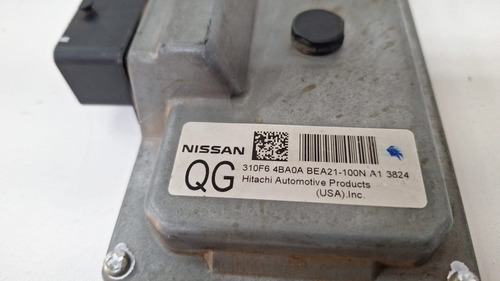 NISSAN
QG
310F6 4BA0A BEA21-100N A1 3824
Hitachi Automotive Products
(USA),Inc.